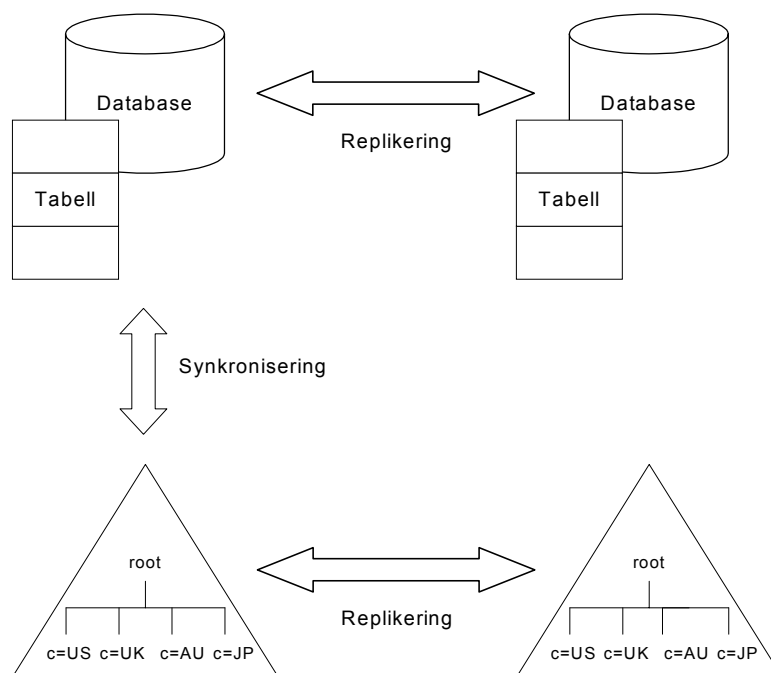 Database
Database
Replikering
Tabell
Tabell
Synkronisering
root
root
Replikering
c=US c=UK c=AU c=JP
c=US c=UK c=AU c=JP